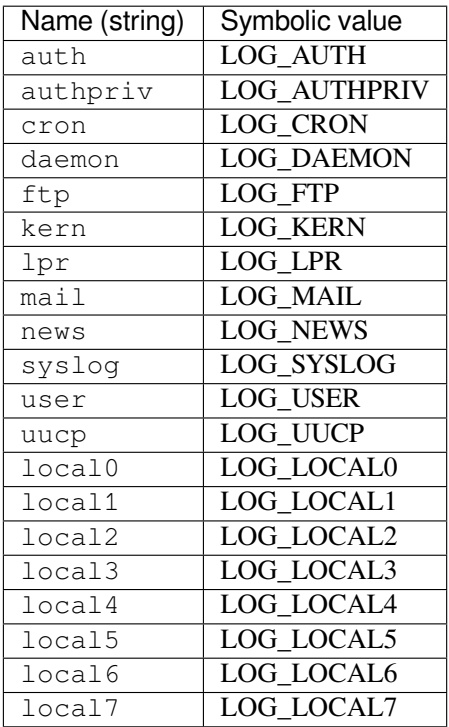 Name (string) Symbolic value
auth LOG_AUTH
authpriv LOG_AUTHPRIV
cron LOG_CRON
daemon LOG_DAEMON
ftp LOG_FTP
kern LOG_KERN
lpr LOG_LPR
mail LOG_MAIL
news LOG_NEWS
syslog LOG_SYSLOG
user LOG_USER
uucp LOG_UUCP
local0 LOG_LOCAL0
local1 LOG_LOCAL1
local2 LOG_LOCAL2
local3 LOG_LOCAL3
local4 LOG_LOCAL4
local5 LOG_LOCAL5
local6 LOG_LOCAL6
local7 LOG_LOCAL7